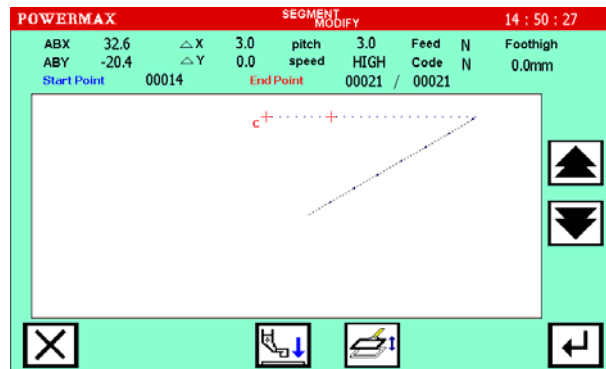 POWERMAX SEGMENT MODIFY 14 : 50 : 27
ABX 32.6 △X 3.0 pitch 3.0 Feed N Foothigh
ABY -20.4 △Y 0.0 speed HIGH Code N 0.0mm
Start Point 00014 End Point 00021 / 00021
C